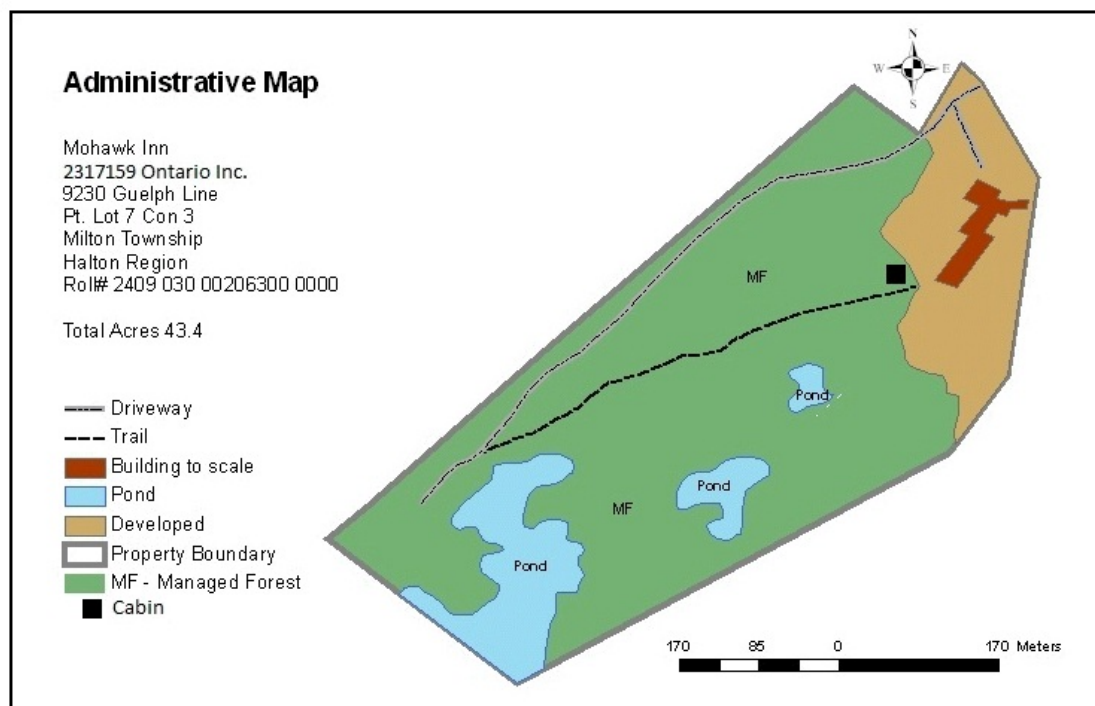 Administrative Map
Mohawk Inn
2317159 Ontario Inc.
9230 Guelph Line
Pt. Lot 7 Con 3
Milton Township
Halton Region
Roll# 2409 030 00206300 0000
Total Acres 43.4
Driveway
Trail
Building to scale
Pond
Developed
Property Boundary
MF - Managed Forest
Cabin
N
W E
S
MF
Pond
Pond
MF
Pond
170 85 0 170 Meters